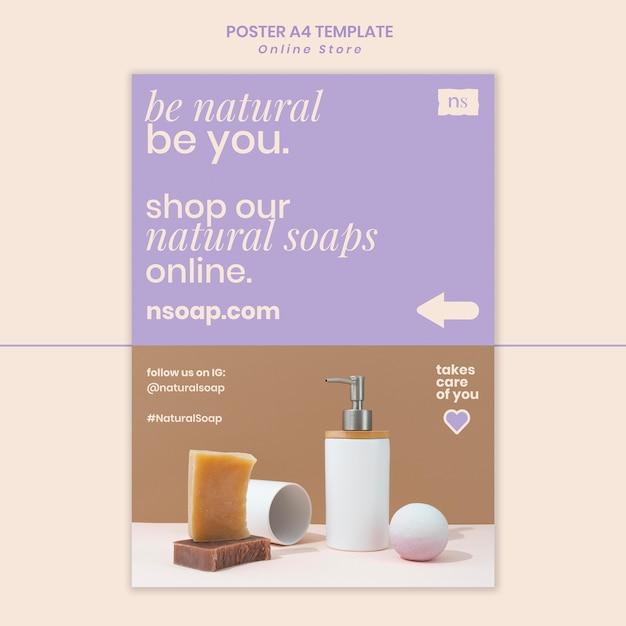 POSTER A4 TEMPLATE
Online Store
be natural
be you.
ns
shop our
natural soaps
online.
nsoap.com
follow us on IG:
@naturalsoap
#NaturalSoap
takes
care
of you